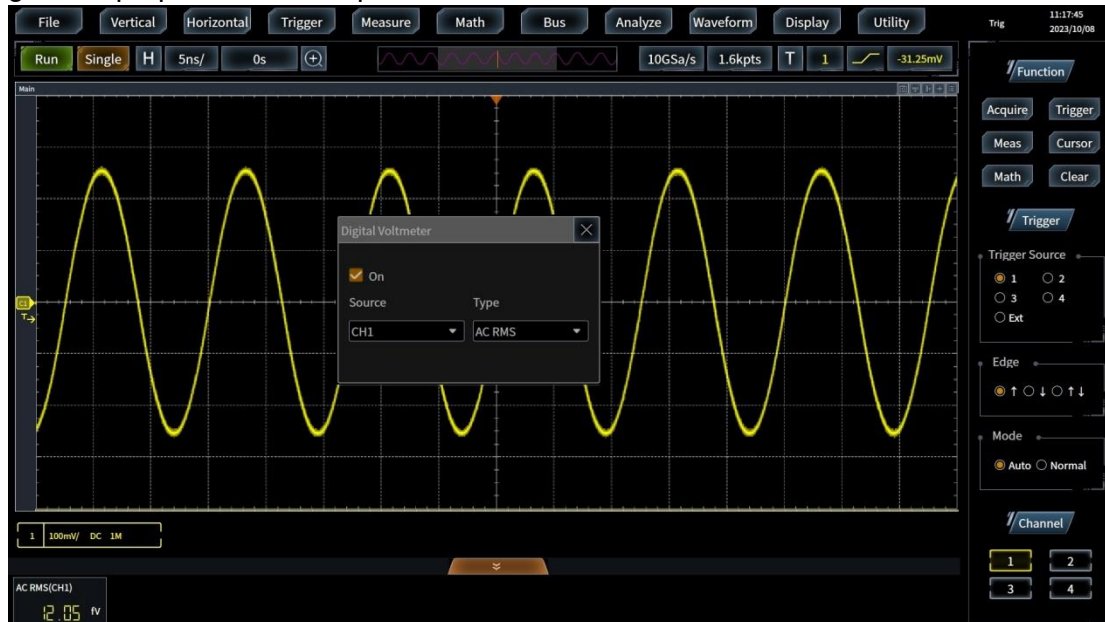 File Vertical Horizontal Trigger Measure Math Bus Analyze Waveform Display Utility Trig 11:17:45
2023/10/08
Run Single H 5ns/ 0s 10GSa/s 1.6kpts T 1 -31.25mV
Function
Main
Acquire Trigger
Meas Cursor
Math Clear
Trigger
Digital Voltmeter
Trigger Source
On
1 2
Source Type
3 4
C1
Ext
T→
CH1 AC RMS
Edge
↑ ↓ ↑↓
Mode
Auto Normal
Channel
1 100mV/ DC 1M
1 2
3 4
AC RMS(CH1)
12.05 fV